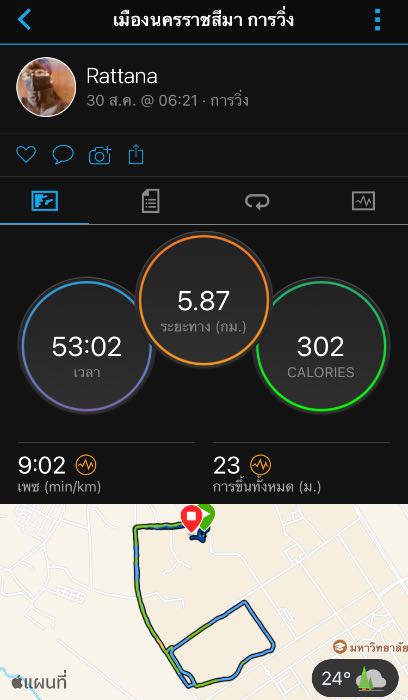 เมืองนครราชสีมา การวิ่ง
Rattana
30 ส.ค. @ 06:21 · การวิ่ง
5.87
ระยะทาง (กม.)
53:02
เวลา
302
CALORIES
9:02
เพซ (min/km)
23
การขึ้นทั้งหมด (ม.)
มหาวิทยาลัย
แผนที่
24°